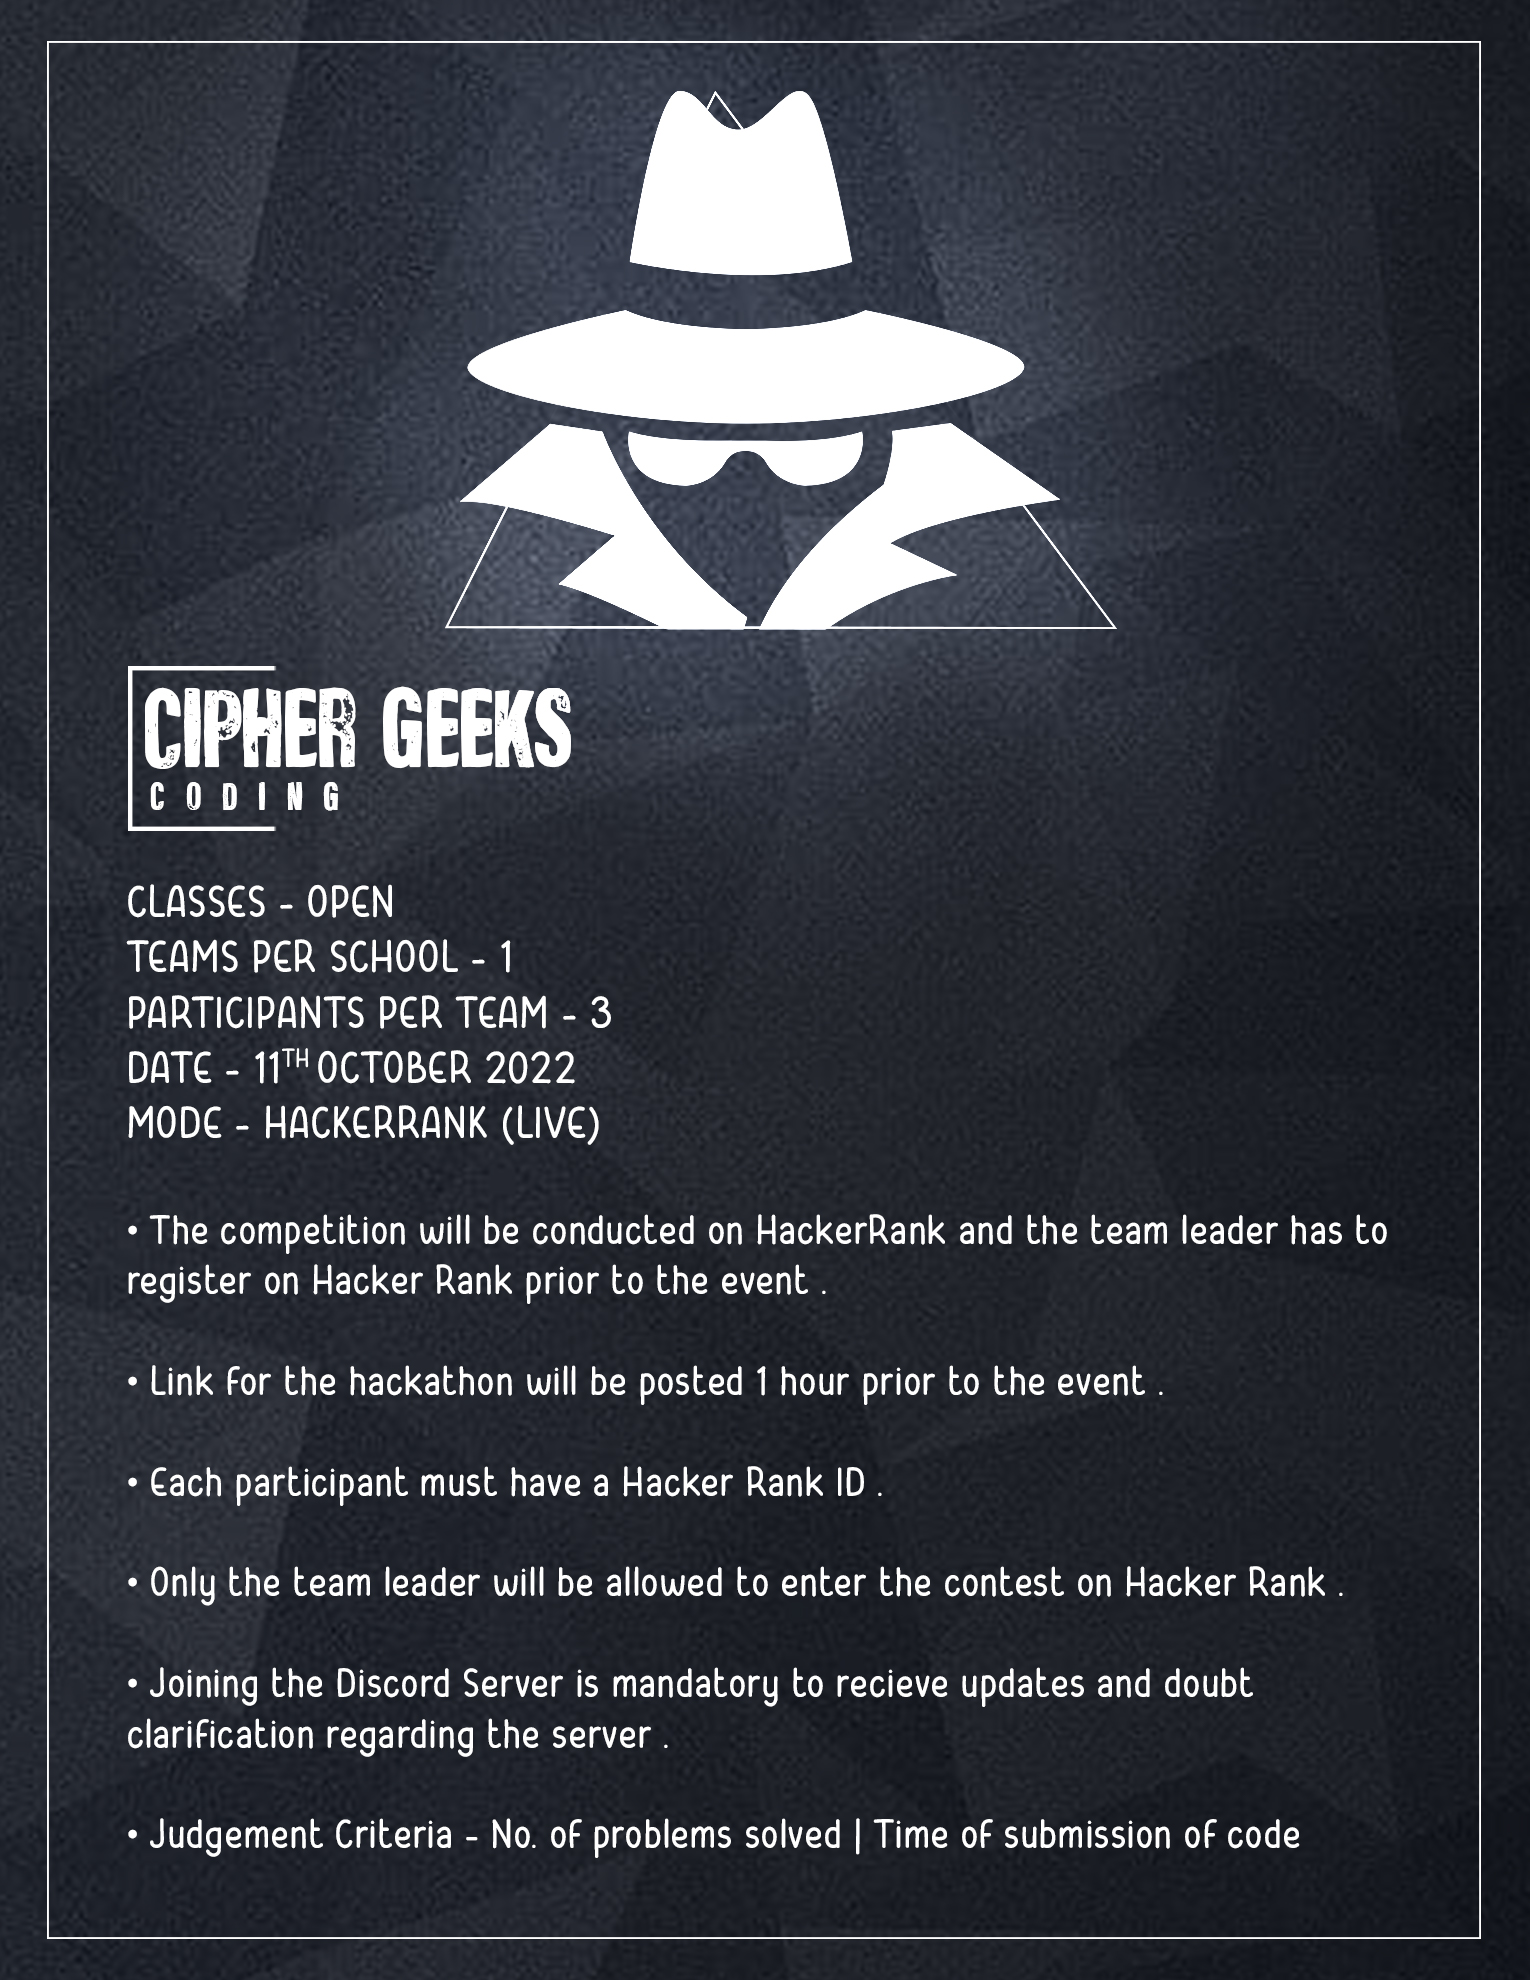 CIPHER GEEKS
CODING
CLASSES - OPEN
TEAMS PER SCHOOL - 1
PARTICIPANTS PER TEAM - 3
DATE - 11TH OCTOBER 2022
MODE - HACKERRANK (LIVE)
• The competition will be conducted on HackerRank and the team leader has to
register on Hacker Rank prior to the event .
• Link for the hackathon will be posted 1 hour prior to the event .
• Each participant must have a Hacker Rank ID .
• Only the team leader will be allowed to enter the contest on Hacker Rank .
• Joining the Discord Server is mandatory to recieve updates and doubt
clarification regarding the server .
• Judgement Criteria - No. of problems solved | Time of submission of code